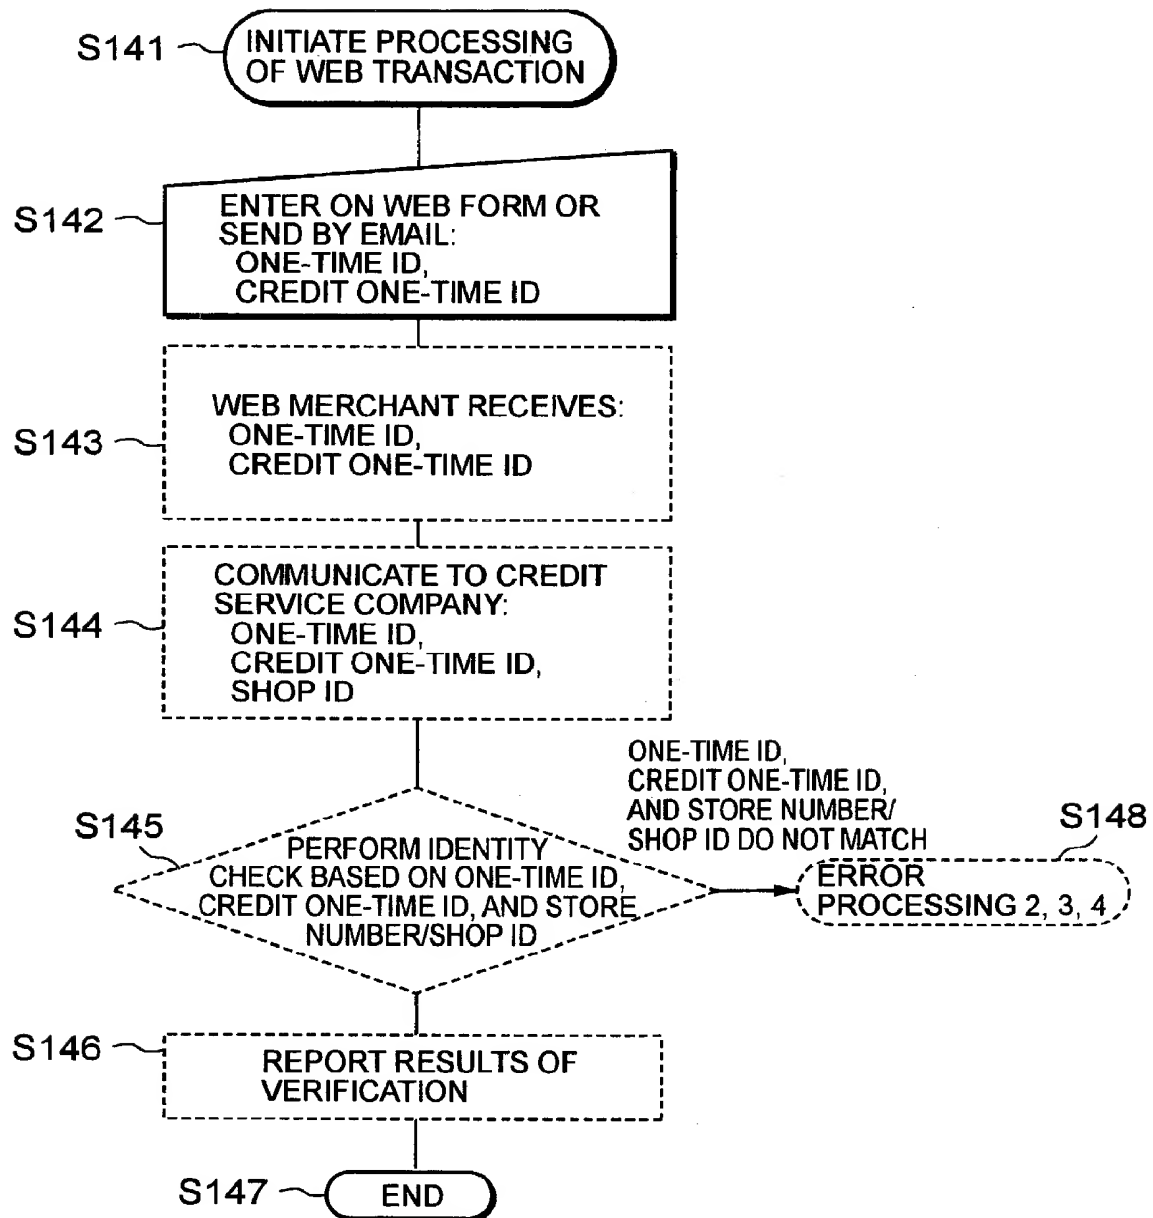 S141
INITIATE PROCESSING
OF WEB TRANSACTION
S142
ENTER ON WEB FORM OR
SEND BY EMAIL:
ONE-TIME ID,
CREDIT ONE-TIME ID
S143
WEB MERCHANT RECEIVES:
ONE-TIME ID,
CREDIT ONE-TIME ID
S144
COMMUNICATE TO CREDIT
SERVICE COMPANY:
ONE-TIME ID,
CREDIT ONE-TIME ID,
SHOP ID
S145
PERFORM IDENTITY
CHECK BASED ON ONE-TIME ID,
CREDIT ONE-TIME ID, AND STORE
NUMBER/SHOP ID
ONE-TIME ID,
CREDIT ONE-TIME ID,
AND STORE NUMBER/
SHOP ID DO NOT MATCH
S148
ERROR
PROCESSING 2, 3, 4
S146
REPORT RESULTS OF
VERIFICATION
S147
END